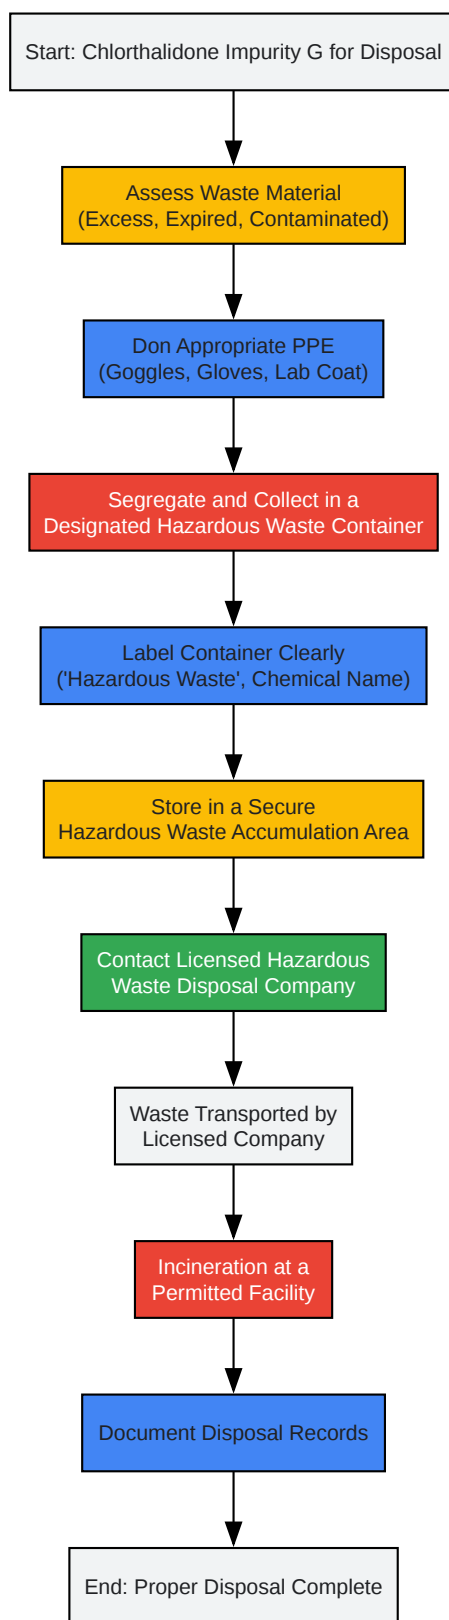 Start: Chlorthalidone Impurity G for Disposal
Assess Waste Material
(Excess, Expired, Contaminated)
Don Appropriate PPE
(Goggles, Gloves, Lab Coat)
Segregate and Collect in a
Designated Hazardous Waste Container
Label Container Clearly
('Hazardous Waste', Chemical Name)
Store in a Secure
Hazardous Waste Accumulation Area
Contact Licensed Hazardous
Waste Disposal Company
Waste Transported by
Licensed Company
Incineration at a
Permitted Facility
Document Disposal Records
End: Proper Disposal Complete